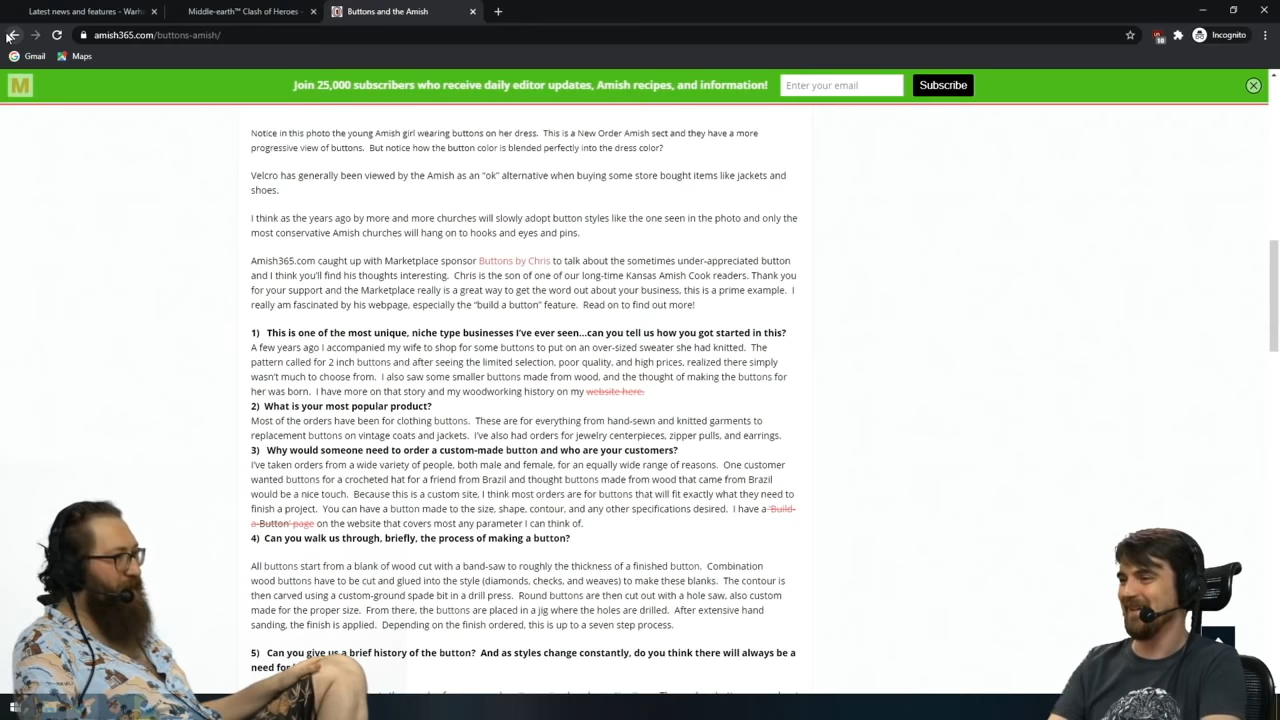 Latest news and features - Warh
Middle-earth™ Clash of Heroes -
Buttons and the Amish
amish365.com/buttons-amish/
Incognito
Gmail
Maps
M
Join 25,000 subscribers who receive daily editor updates, Amish recipes, and information!
Enter your email
Subscribe
Notice in this photo the young Amish girl wearing buttons on her dress. This is a New Order Amish sect and they have a more
progressive view of buttons. But notice how the button color is blended perfectly into the dress color?
Velcro has generally been viewed by the Amish as an "ok" alternative when buying some store bought items like jackets and
shoes.
I think as the years ago by more and more churches will slowly adopt button styles like the one seen in the photo and only the
most conservative Amish churches will hang on to hooks and eyes and pins.
Amish365.com caught up with Marketplace sponsor Buttons by Chris to talk about the sometimes under-appreciated button
and I think you'll find his thoughts interesting. Chris is the son of one of our long-time Kansas Amish Cook readers. Thank you
for your support and the Marketplace really is a great way to get the word out about your business, this is a prime example. I
really am fascinated by his webpage, especially the "build a button" feature. Read on to find out more!
1) This is one of the most unique, niche type businesses I've ever seen...can you tell us how you got started in this?
A few years ago I accompanied my wife to shop for some buttons to put on an over-sized sweater she had knitted. The
pattern called for 2 inch buttons and after seeing the limited selection, poor quality, and high prices, realized there simply
wasn't much to choose from. I also saw some smaller buttons made from wood, and the thought of making the buttons for
her was born. I have more on that story and my woodworking history on my website here.
2) What is your most popular product?
Most of the orders have been for clothing buttons. These are for everything from hand-sewn and knitted garments to
replacement buttons on vintage coats and jackets. I've also had orders for jewelry centerpieces, zipper pulls, and earrings.
3) Why would someone need to order a custom-made button and who are your customers?
I've taken orders from a wide variety of people, both male and female, for an equally wide range of reasons. One customer
wanted buttons for a crocheted hat for a friend from Brazil and thought buttons made from wood that came from Brazil
would be a nice touch. Because this is a custom site, I think most orders are for buttons that will fit exactly what they need to
finish a project. You can have a button made to the size, shape, contour, and any other specifications desired. I have a 'Build-
a-Button' page on the website that covers most any parameter I can think of.
4) Can you walk us through, briefly, the process of making a button?
All buttons start from a blank of wood cut with a band-saw to roughly the thickness of a finished button. Combination
wood buttons have to be cut and glued into the style (diamonds, checks, and weaves) to make these blanks. The contour is
then carved using a custom-ground spade bit in a drill press. Round buttons are then cut out with a hole saw, also custom
made for the proper size. From there, the buttons are placed in a jig where the holes are drilled. After extensive hand
sanding, the finish is applied. Depending on the finish ordered, this is up to a seven step process.
5) Can you give us a brief history of the button? And as styles change constantly, do you think there will always be a
need for